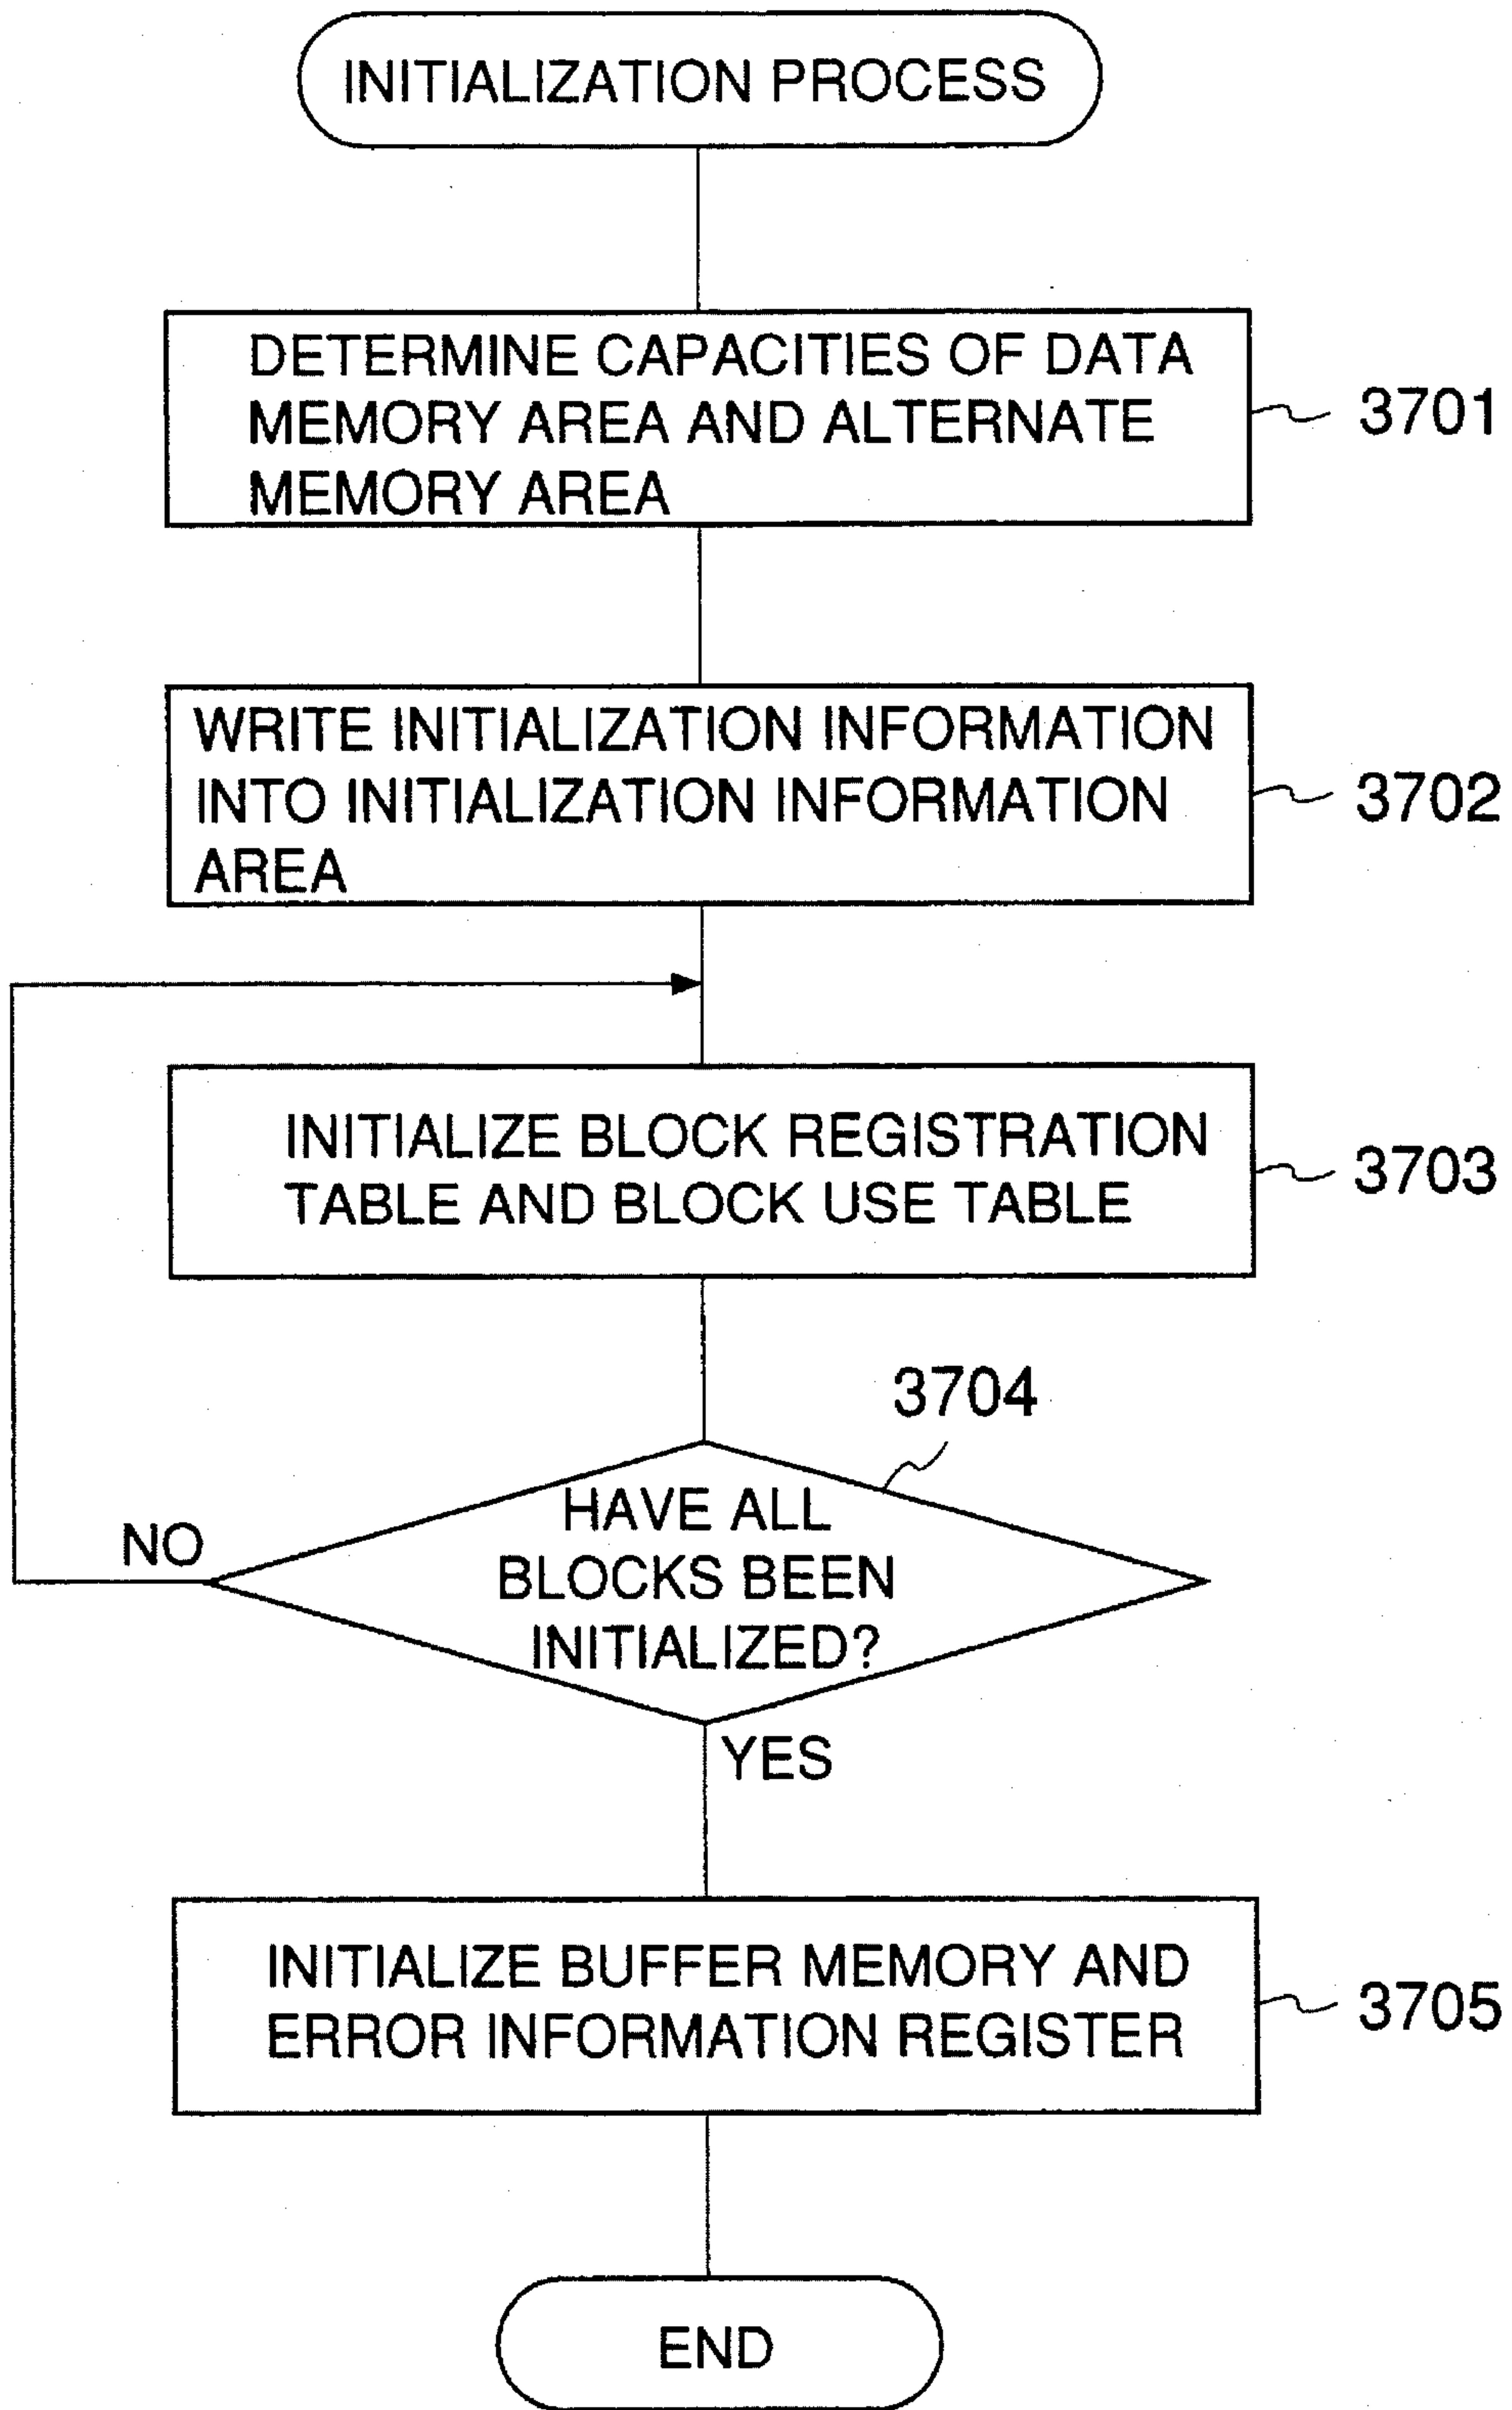 INITIALIZATION PROCESS
DETERMINE CAPACITIES OF DATA
MEMORY AREA AND ALTERNATE
MEMORY AREA
3701
WRITE INITIALIZATION INFORMATION
INTO INITIALIZATION INFORMATION
AREA
3702
INITIALIZE BLOCK REGISTRATION
TABLE AND BLOCK USE TABLE
3703
3704
HAVE ALL
BLOCKS BEEN
INITIALIZED?
NO
YES
INITIALIZE BUFFER MEMORY AND
ERROR INFORMATION REGISTER
3705
END